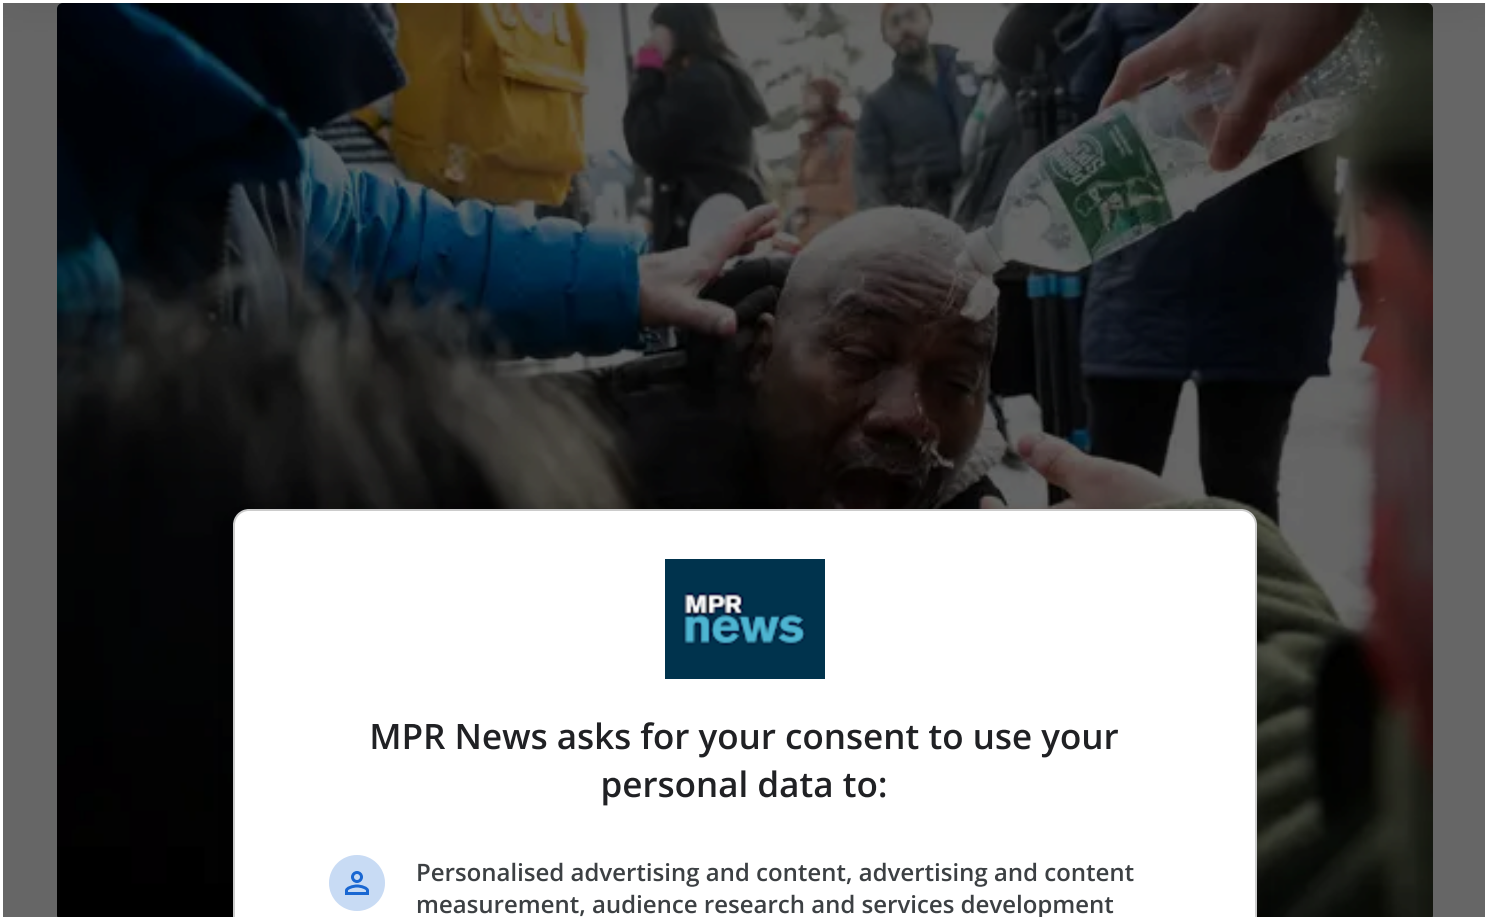 MPR
news
MPR News asks for your consent to use your
personal data to:
Personalised advertising and content, advertising and content
measurement, audience research and services development